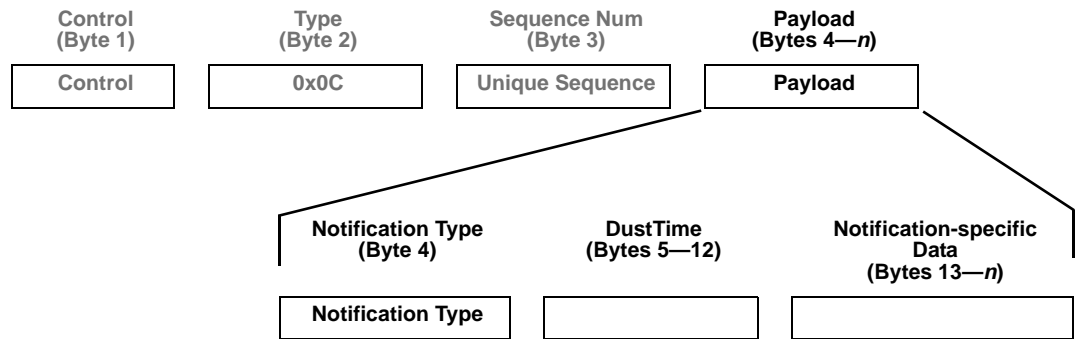 Control
(Byte 1)
Type
(Byte 2)
Sequence Num
(Byte 3)
Payload
(Bytes 4—n)
Control
0x0C
Unique Sequence
Payload
Notification Type
(Byte 4)
DustTime
(Bytes 5—12)
Notification-specific
Data
(Bytes 13—n)
Notification Type